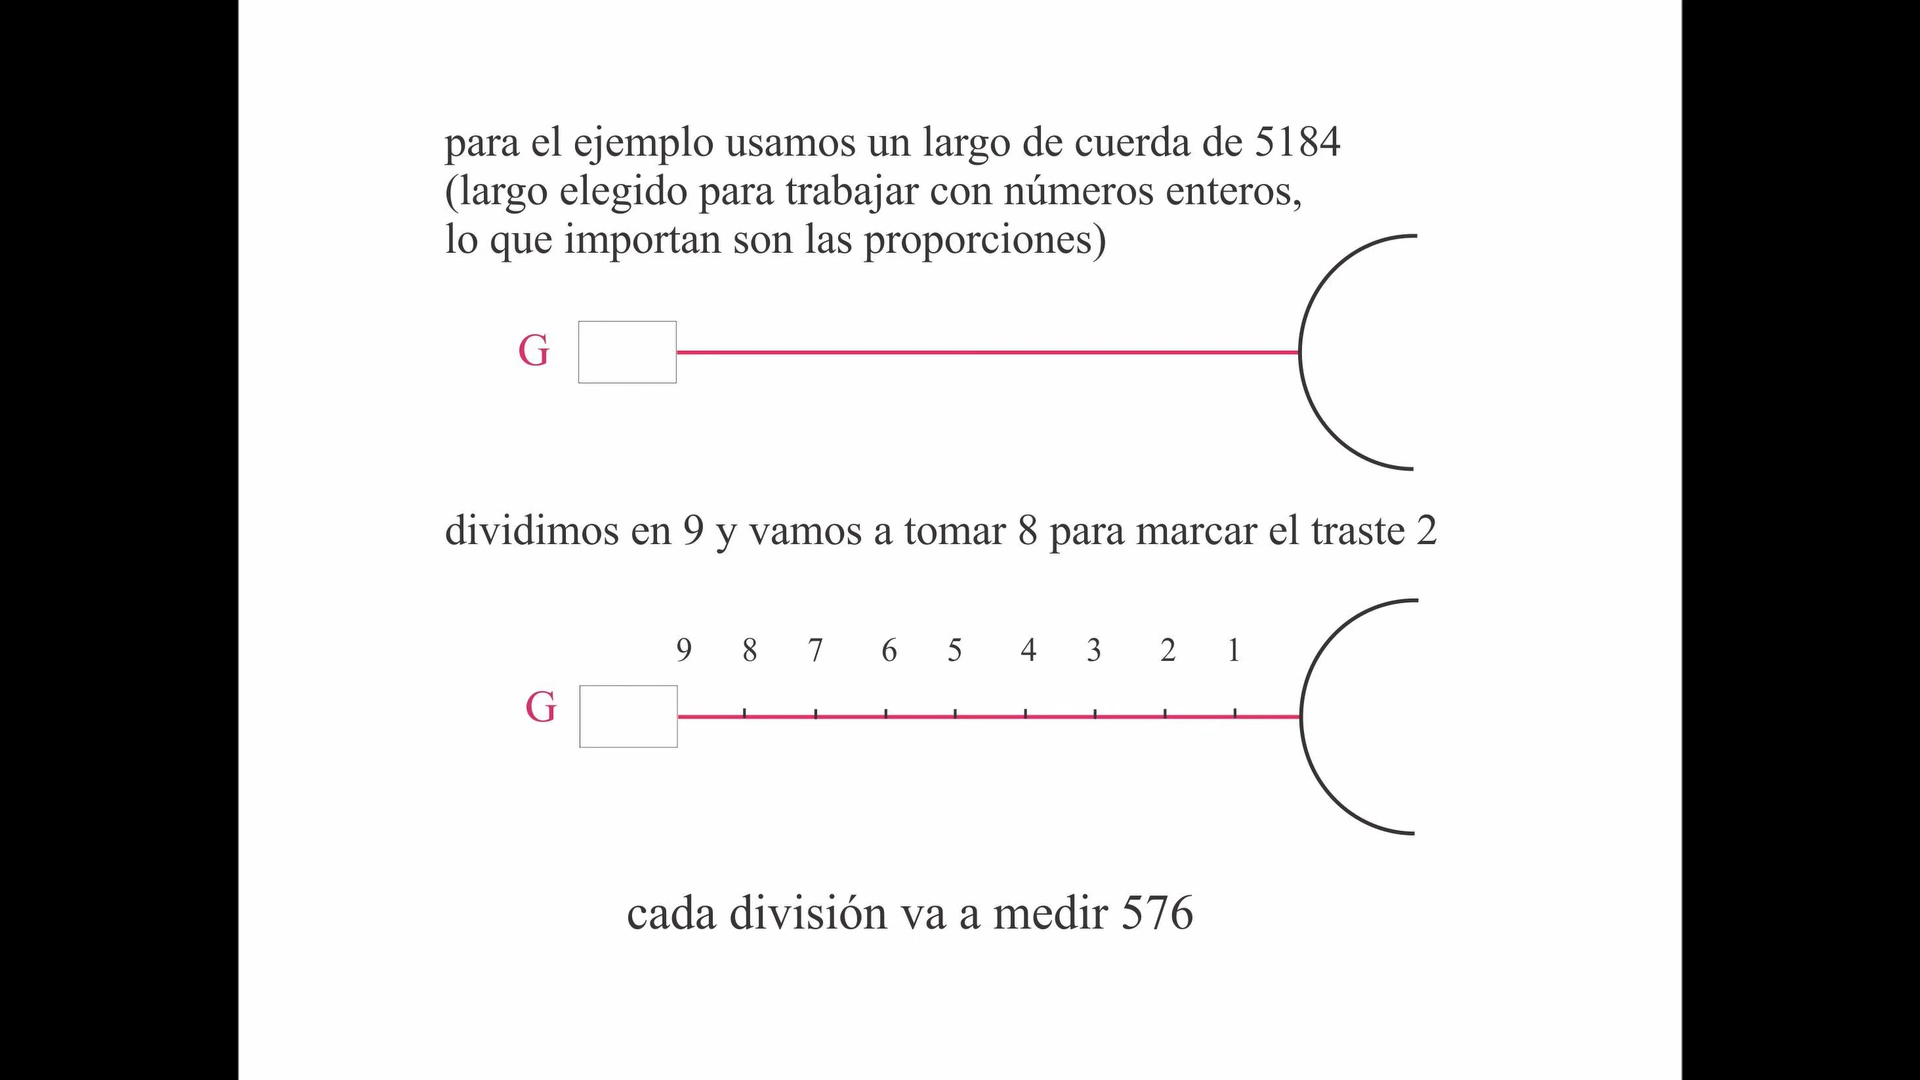 para el ejemplo usamos un largo de cuerda de 5184
(largo elegido para trabajar con números enteros,
lo que importan son las proporciones)
G
dividimos en 9 y vamos a tomar 8 para marcar el traste 2
9 8 7 6 5 4 3 2 1
G
cada división va a medir 576